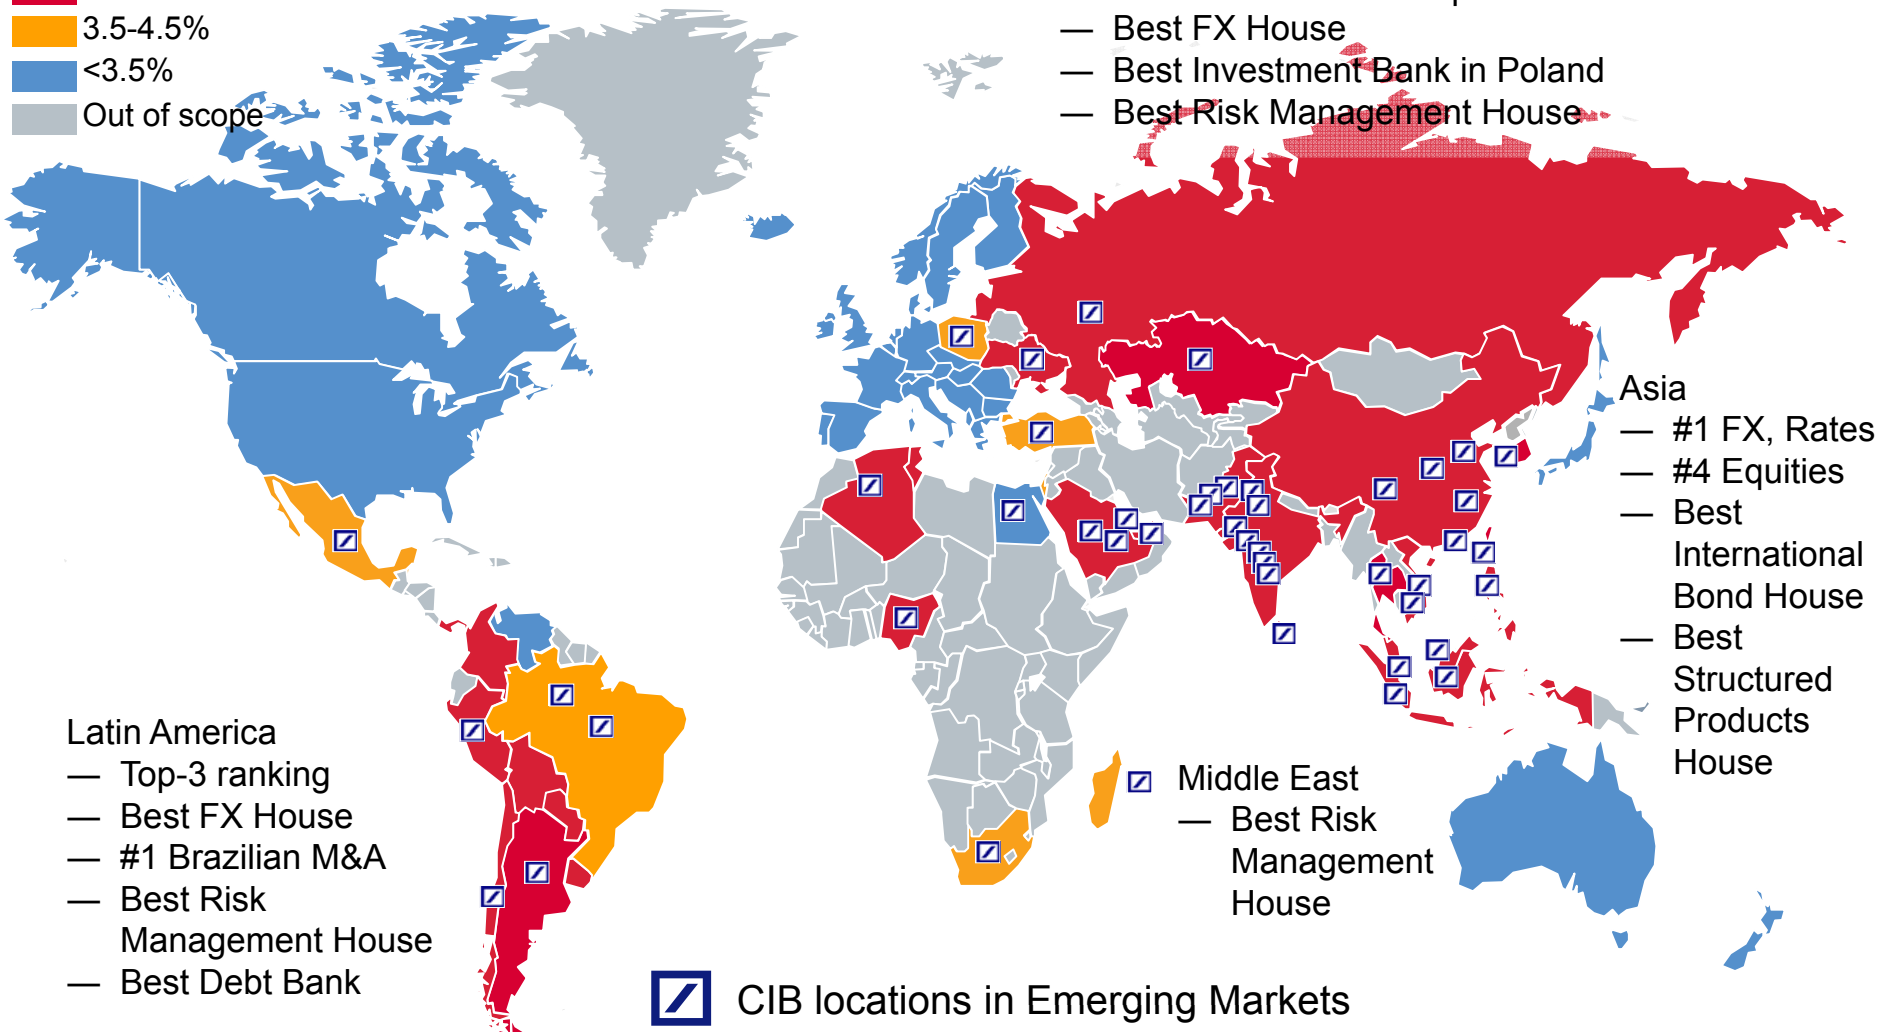 3.5-4.5%
<3.5%
Out of scope
— Best FX House
— Best Investment Bank in Poland
— Best Risk Management House
Asia
— #1 FX, Rates
— #4 Equities
— Best
International
Bond House
— Best
Structured
Products
House
Latin America
— Top-3 ranking
— Best FX House
— #1 Brazilian M&A
— Best Risk
Management House
— Best Debt Bank
Middle East
— Best Risk
Management
House
CIB locations in Emerging Markets